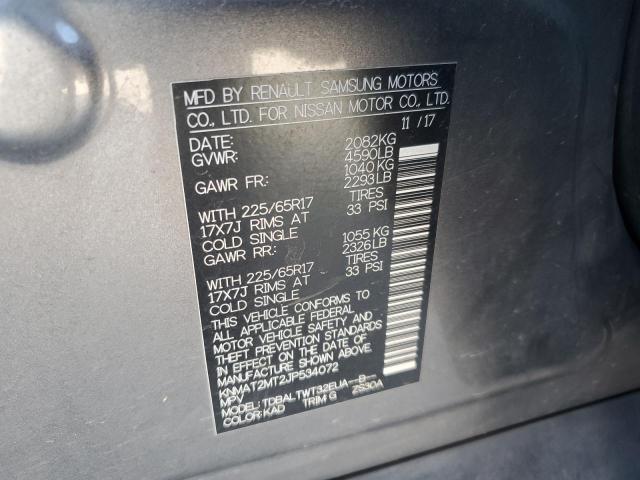 MFD BY RENAULT SAMSUNG MOTORS
CO., LTD. FOR NISSAN MOTOR CO., LTD.
DATE: 11 / 17
GVWR: 2082KG
4590LB
GAWR FR: 1040 KG
2293LB
WITH 225/65R17 TIRES
17X7J RIMS AT 33 PSI
COLD SINGLE
GAWR RR: 1055 KG
2326LB
WITH 225/65R17 TIRES
17X7J RIMS AT 33 PSI
COLD SINGLE
THIS VEHICLE CONFORMS TO
ALL APPLICABLE FEDERAL
MOTOR VEHICLE SAFETY AND
THEFT PREVENTION STANDARDS
IN EFFECT ON THE DATE OF
MANUFACTURE SHOWN ABOVE.
KNMAT2MT2JP534072
MPV
MODEL: TDBALTWT32EUA--D--
COLOR: KAD TRIM G ZS30A